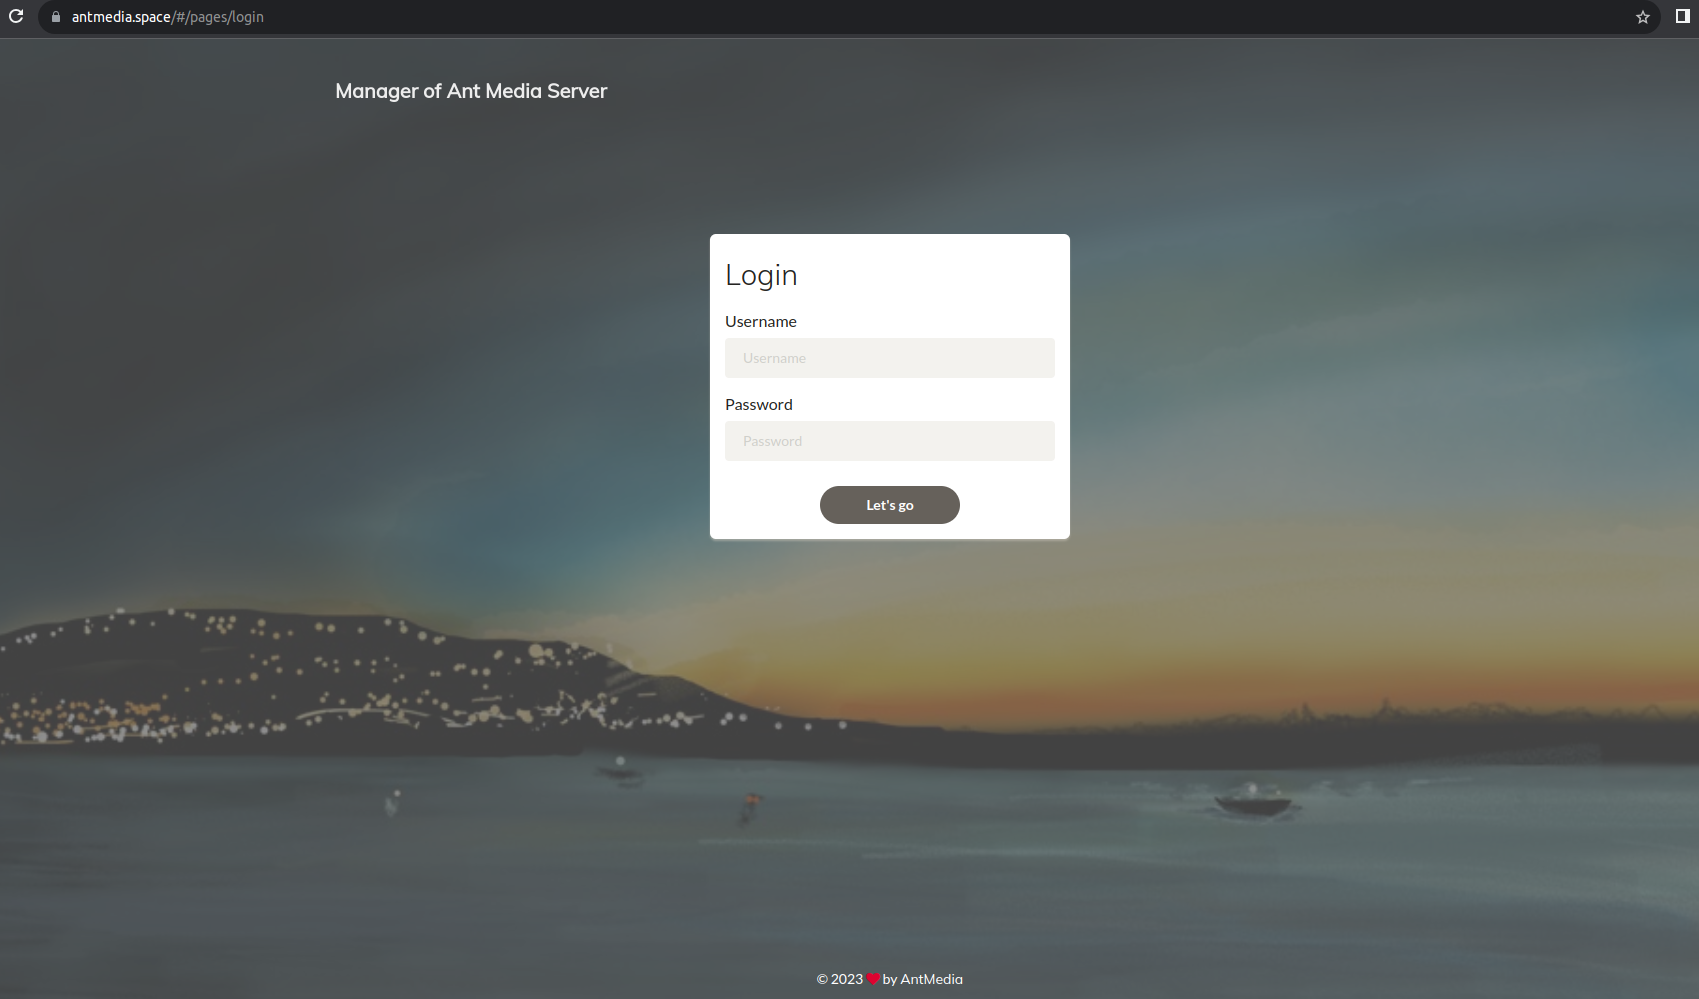 antmedia.space/#/pages/login
Manager of Ant Media Server
Login
Username
Username
Password
Password
Let's go
© 2023 ❤ by AntMedia